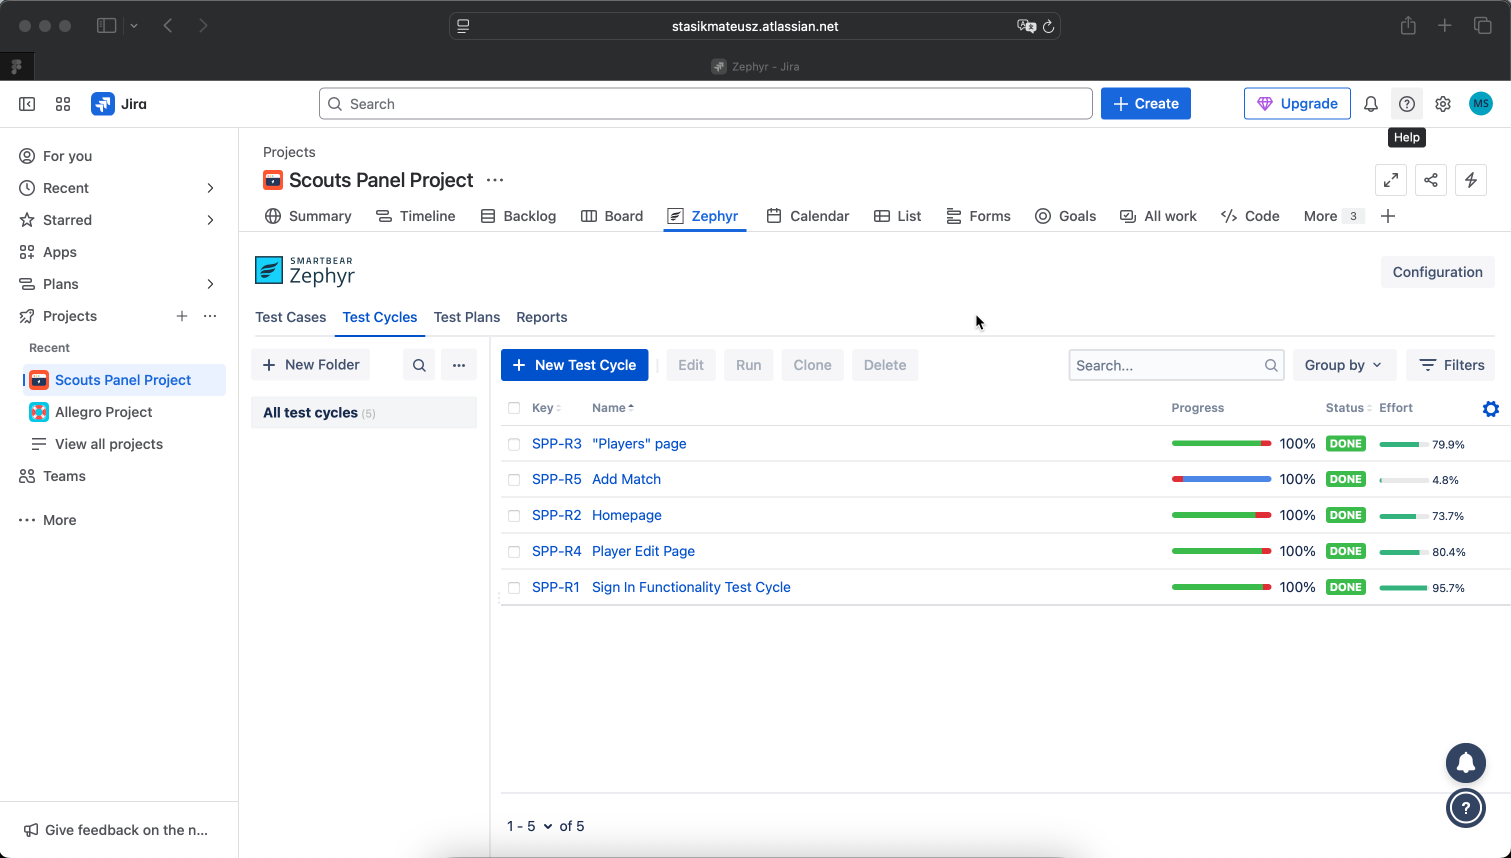 stasikmateusz.atlassian.net
Zephyr - Jira
Jira
Search
Create
Upgrade
MS
Help
For you
Recent
Starred
Apps
Plans
Projects
Recent
Scouts Panel Project
Allegro Project
View all projects
Teams
More
Give feedback on the n...
Projects
Scouts Panel Project
Summary
Timeline
Backlog
Board
Zephyr
Calendar
List
Forms
Goals
All work
Code
More 3
SMARTBEAR
Zephyr
Configuration
Test Cases
Test Cycles
Test Plans
Reports
New Folder
All test cycles (5)
New Test Cycle
Edit
Run
Clone
Delete
Search...
Group by
Filters
Key Name Progress Status Effort
SPP-R3 "Players" page 100% DONE 79.9%
SPP-R5 Add Match 100% DONE 4.8%
SPP-R2 Homepage 100% DONE 73.7%
SPP-R4 Player Edit Page 100% DONE 80.4%
SPP-R1 Sign In Functionality Test Cycle 100% DONE 95.7%
1 - 5 of 5